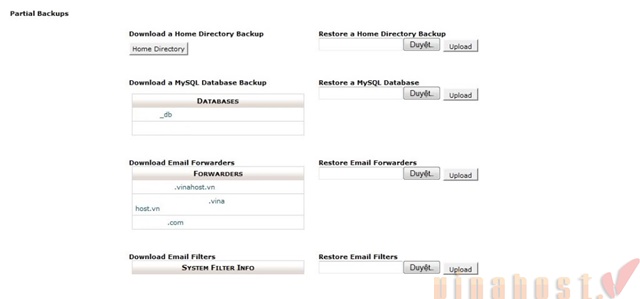 Partial Backups
Download a Home Directory Backup
Restore a Home Directory Backup
Home Directory
Duyệt.. Upload
Download a MySQL Database Backup
Restore a MySQL Database
Duyệt.. Upload
DATABASES
_db
Download Email Forwarders
Restore Email Forwarders
FORWARDERS
Duyệt.. Upload
.vinahost.vn
.vina
host.vn
.com
Download Email Filters
Restore Email Filters
SYSTEM FILTER INFO
Duyệt.. Upload
vinahost